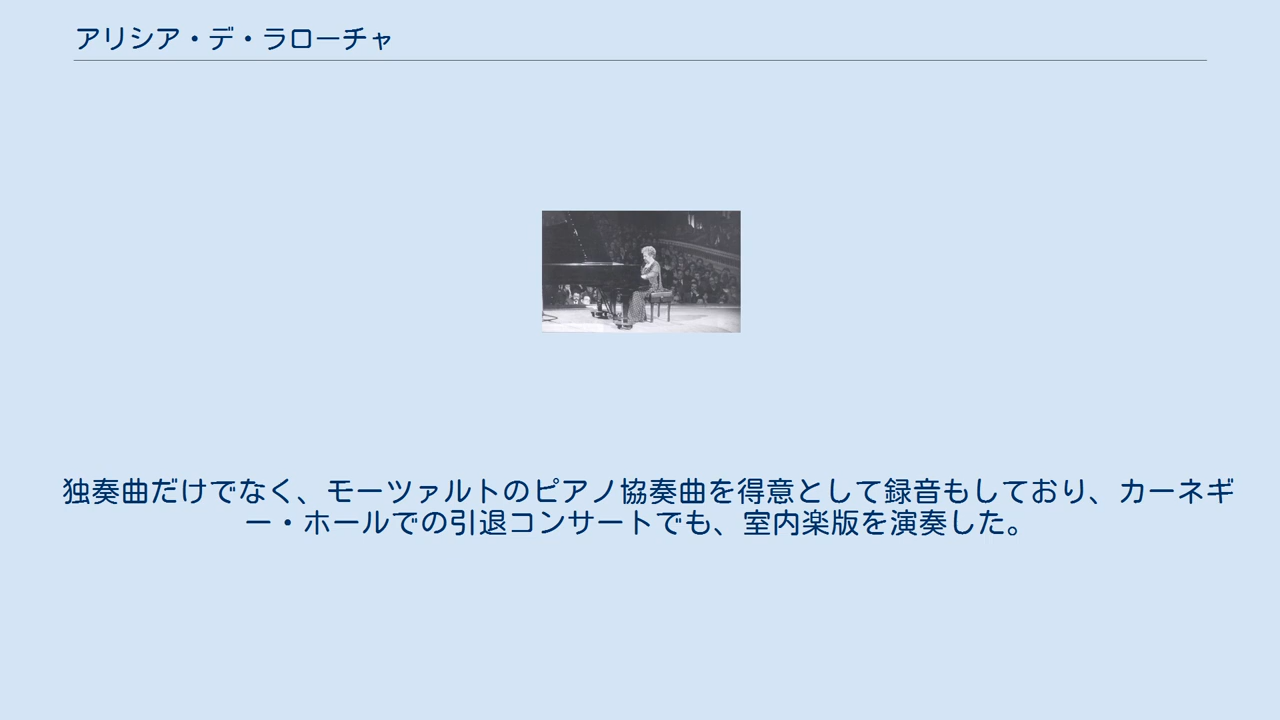 アリシア・デ・ラローチャ
独奏曲だけでなく、モーツァルトのピアノ協奏曲を得意として録音もしており、カーネギ
ー・ホールでの引退コンサートでも、室内楽版を演奏した。